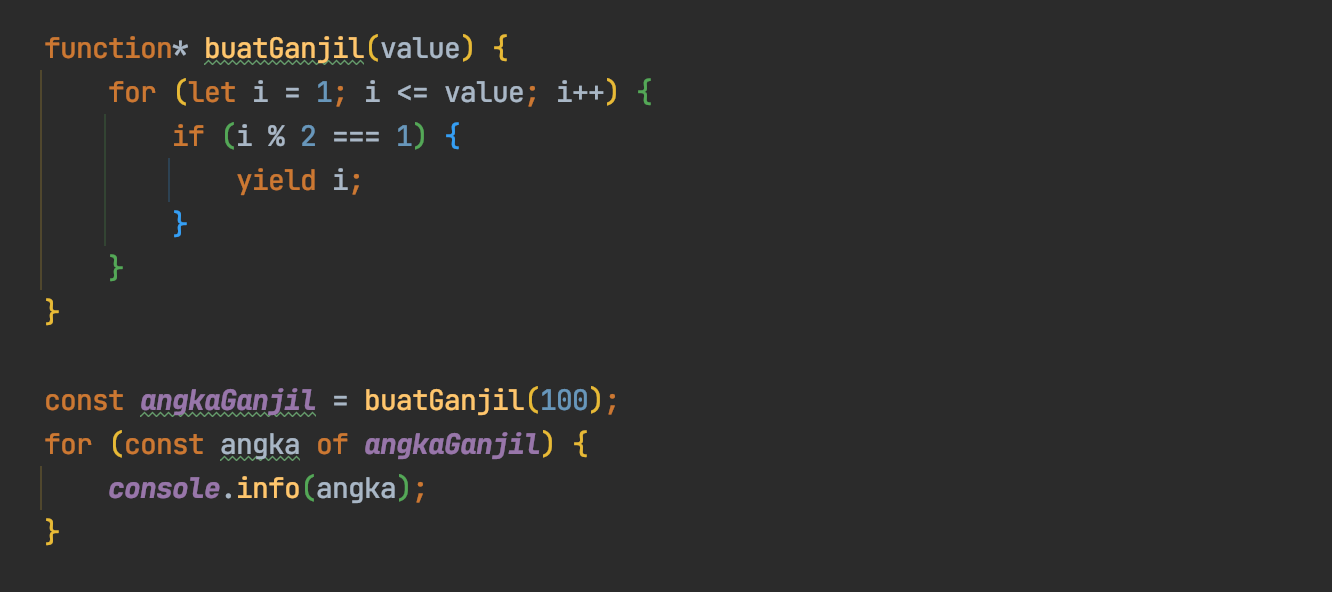 function* buatGanjil(value) {
    for (let i = 1; i <= value; i++) {
        if (i % 2 === 1) {
            yield i;
        }
    }
}

const angkaGanjil = buatGanjil(100);
for (const angka of angkaGanjil) {
    console.info(angka);
}